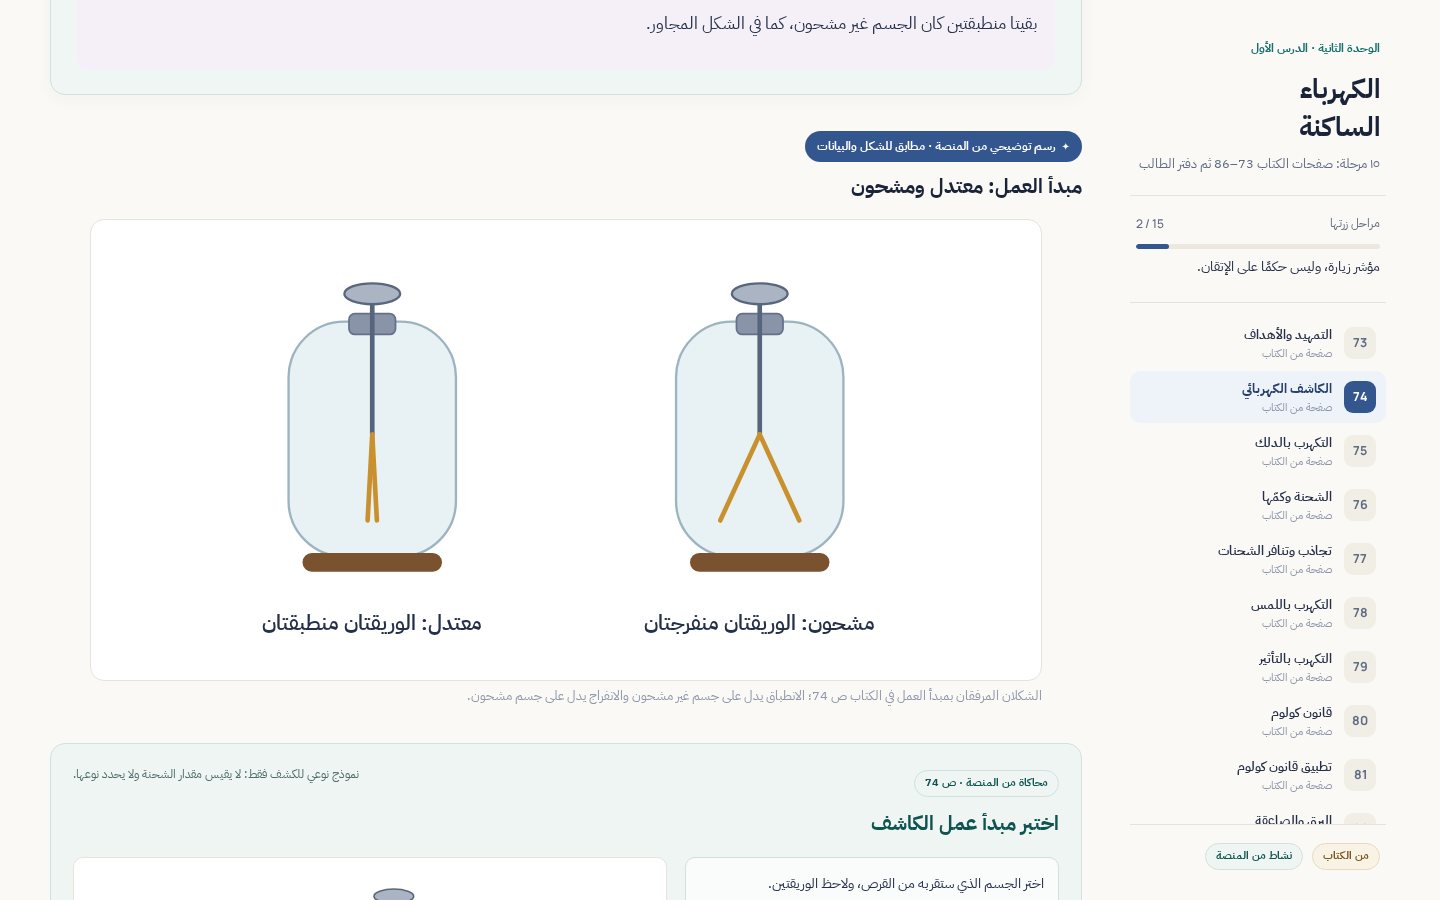 الوحدة الثانية · الدرس الأول
الكهرباء
الساكنة
١٥ مرحلة: صفحات الكتاب 73–86 ثم دفتر الطالب
مراحل زرتها
2 / 15
مؤشر زيارة، وليس حكمًا على الإتقان.
73
التمهيد والأهداف
صفحة من الكتاب
74
الكاشف الكهربائي
صفحة من الكتاب
75
التكهرب بالدلك
صفحة من الكتاب
76
الشحنة وكمّها
صفحة من الكتاب
77
تجاذب وتنافر الشحنات
صفحة من الكتاب
78
التكهرب باللمس
صفحة من الكتاب
79
التكهرب بالتأثير
صفحة من الكتاب
80
قانون كولوم
صفحة من الكتاب
81
تطبيق قانون كولوم
صفحة من الكتاب
البرق والصاعقة
من الكتاب
نشاط من المنصة
بقيتا منطبقتين كان الجسم غير مشحون، كما في الشكل المجاور.
✦ رسم توضيحي من المنصة · مطابق للشكل والبيانات
مبدأ العمل: معتدل ومشحون
مشحون: الوريقتان منفرجتان
معتدل: الوريقتان منطبقتان
الشكلان المرفقان بمبدأ العمل في الكتاب ص 74؛ الانطباق يدل على جسم غير مشحون والانفراج يدل على جسم مشحون.
محاكاة من المنصة · ص 74
نموذج نوعي للكشف فقط: لا يقيس مقدار الشحنة ولا يحدد نوعها.
اختبر مبدأ عمل الكاشف
اختر الجسم الذي ستقربه من القرص، ولاحظ الوريقتين.